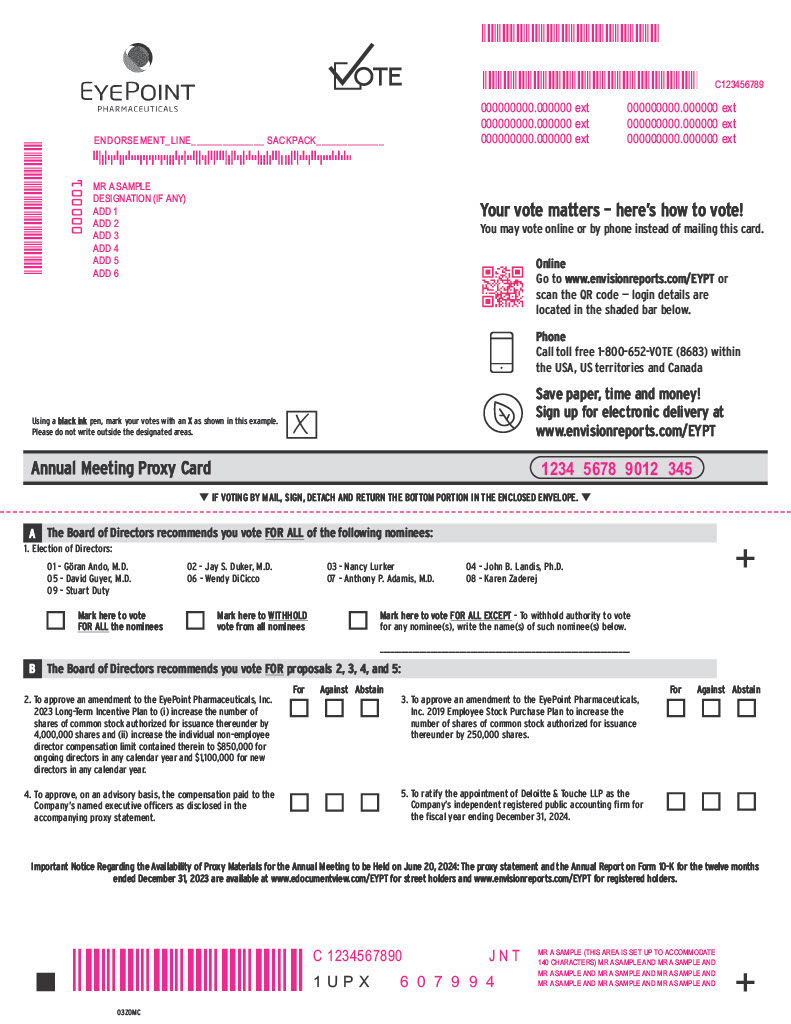 EYEPOINT
PHARMACEUTICALS
VOTE
C123456789
000000000.000000 ext 000000000.000000 ext
000000000.000000 ext 000000000.000000 ext
000000000.000000 ext 000000000.000000 ext
ENDORSEMENT_LINE______________ SACKPACK_____________
000001
MR A SAMPLE
DESIGNATION (IF ANY)
ADD 1
ADD 2
ADD 3
ADD 4
ADD 5
ADD 6
Your vote matters – here's how to vote!
You may vote online or by phone instead of mailing this card.
Online
Go to www.envisionreports.com/EYPT or
scan the QR code — login details are
located in the shaded bar below.
Phone
Call toll free 1-800-652-VOTE (8683) within
the USA, US territories and Canada
Save paper, time and money!
Sign up for electronic delivery at
www.envisionreports.com/EYPT
Using a black ink pen, mark your votes with an X as shown in this example.
Please do not write outside the designated areas.
X
Annual Meeting Proxy Card
1234 5678 9012 345
▼ IF VOTING BY MAIL, SIGN, DETACH AND RETURN THE BOTTOM PORTION IN THE ENCLOSED ENVELOPE. ▼
A The Board of Directors recommends you vote FOR ALL of the following nominees:
1. Election of Directors:
01 - Göran Ando, M.D. 02 - Jay S. Duker, M.D. 03 - Nancy Lurker 04 - John B. Landis, Ph.D.
05 - David Guyer, M.D. 06 - Wendy DiCicco 07 - Anthony P. Adamis, M.D. 08 - Karen Zaderej
09 - Stuart Duty
Mark here to vote
FOR ALL the nominees
Mark here to WITHHOLD
vote from all nominees
Mark here to vote FOR ALL EXCEPT - To withhold authority to vote
for any nominee(s), write the name(s) of such nominee(s) below.
B The Board of Directors recommends you vote FOR proposals 2, 3, 4, and 5:
For Against Abstain
2. To approve an amendment to the EyePoint Pharmaceuticals, Inc.
2023 Long-Term Incentive Plan to (i) increase the number of
shares of common stock authorized for issuance thereunder by
4,000,000 shares and (ii) increase the individual non-employee
director compensation limit contained therein to $850,000 for
ongoing directors in any calendar year and $1,100,000 for new
directors in any calendar year.
For Against Abstain
3. To approve an amendment to the EyePoint Pharmaceuticals,
Inc. 2019 Employee Stock Purchase Plan to increase the
number of shares of common stock authorized for issuance
thereunder by 250,000 shares.
4. To approve, on an advisory basis, the compensation paid to the
Company's named executive officers as disclosed in the
accompanying proxy statement.
5. To ratify the appointment of Deloitte & Touche LLP as the
Company's independent registered public accounting firm for
the fiscal year ending December 31, 2024.
Important Notice Regarding the Availability of Proxy Materials for the Annual Meeting to be Held on June 20, 2024: The proxy statement and the Annual Report on Form 10-K for the twelve months
ended December 31, 2023 are available at www.edocumentview.com/EYPT for street holders and www.envisionreports.com/EYPT for registered holders.
C 1234567890 JNT
1UPX 607994
MR A SAMPLE (THIS AREA IS SET UP TO ACCOMMODATE
140 CHARACTERS) MR A SAMPLE AND MR A SAMPLE AND
MR A SAMPLE AND MR A SAMPLE AND MR A SAMPLE AND
MR A SAMPLE AND MR A SAMPLE AND MR A SAMPLE AND
03Z0MC